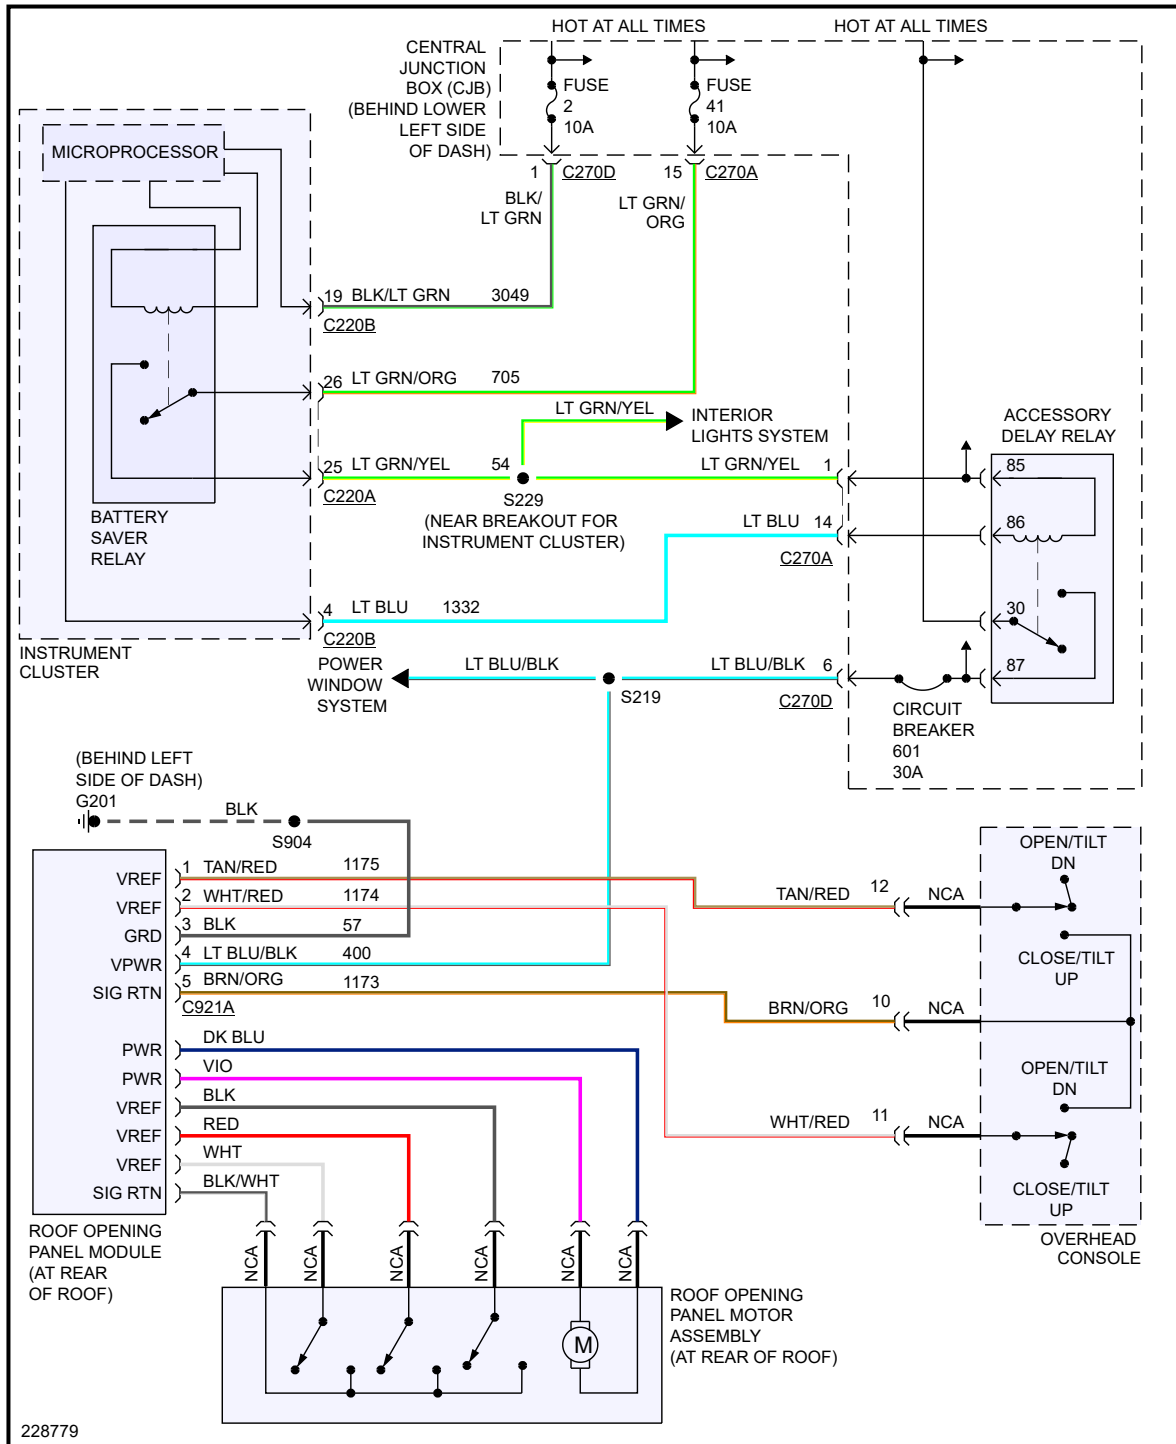 HOT AT ALL TIMES
HOT AT ALL TIMES
CENTRAL
JUNCTION
BOX (CJB)
(BEHIND LOWER
LEFT SIDE
OF DASH)
FUSE
2
10A
FUSE
41
10A
1
C270D
15
C270A
BLK/
LT GRN
LT GRN/
ORG
MICROPROCESSOR
19
BLK/LT GRN
3049
C220B
26
LT GRN/ORG
705
LT GRN/YEL
INTERIOR
LIGHTS SYSTEM
25
LT GRN/YEL
54
LT GRN/YEL
1
C220A
S229
(NEAR BREAKOUT FOR
INSTRUMENT CLUSTER)
LT BLU
14
C270A
BATTERY
SAVER
RELAY
4
LT BLU
1332
C220B
INSTRUMENT
CLUSTER
ACCESSORY
DELAY RELAY
85
86
30
87
POWER
WINDOW
SYSTEM
LT BLU/BLK
LT BLU/BLK
6
S219
C270D
CIRCUIT
BREAKER
601
30A
(BEHIND LEFT
SIDE OF DASH)
G201
BLK
S904
VREF
1
TAN/RED
1175
VREF
2
WHT/RED
1174
GRD
3
BLK
57
VPWR
4
LT BLU/BLK
400
SIG RTN
5
BRN/ORG
1173
C921A
PWR
DK BLU
PWR
VIO
VREF
BLK
VREF
RED
VREF
WHT
SIG RTN
BLK/WHT
ROOF OPENING
PANEL MODULE
(AT REAR
OF ROOF)
TAN/RED
12
NCA
BRN/ORG
10
NCA
WHT/RED
11
NCA
OPEN/TILT
DN
CLOSE/TILT
UP
OPEN/TILT
DN
CLOSE/TILT
UP
OVERHEAD
CONSOLE
NCA
NCA
NCA
NCA
NCA
NCA
M
ROOF OPENING
PANEL MOTOR
ASSEMBLY
(AT REAR OF ROOF)
228779